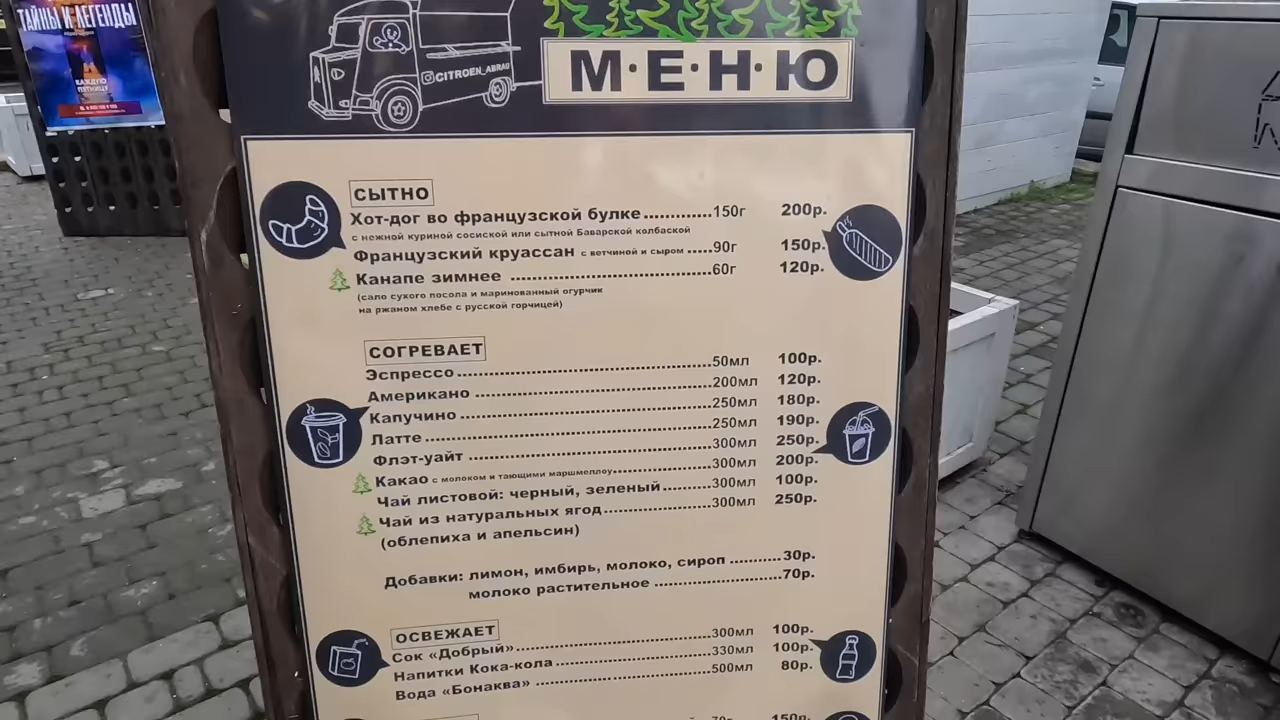 ТАЙНЫ И ЛЕГЕНДЫ
КАЖДУЮ
ПЯТНИЦУ
CITROEN_ABRAU
М·Е·Н·Ю
СЫТНО
Хот-дог во французской булке............150г 200р.
с нежной куриной сосиской или сытной Баварской колбаской
Французский круассан с ветчиной и сыром.....90г 150р.
Канапе зимнее ..................................60г 120р.
(сало сухого посола и маринованный огурчик
на ржаном хлебе с русской горчицей)
СОГРЕВАЕТ
Эспрессо..........................................50мл 100р.
Американо .......................................200мл 120р.
Капучино .........................................250мл 180р.
Латте ..............................................250мл 190р.
Флэт-уайт ........................................300мл 250р.
Какао с молоком и тающими маршмеллоу....................300мл 200р.
Чай листовой: черный, зеленый.........300мл 100р.
Чай из натуральных ягод...................300мл 250р.
(облепиха и апельсин)
Добавки: лимон, имбирь, молоко, сироп ..........30р.
молоко растительное .......................70р.
ОСВЕЖАЕТ
Сок «Добрый»....................................300мл 100р.
Напитки Кока-кола .............................330мл 100р.
Вода «Бонаква» ................................500мл 80р.
70г 150р.